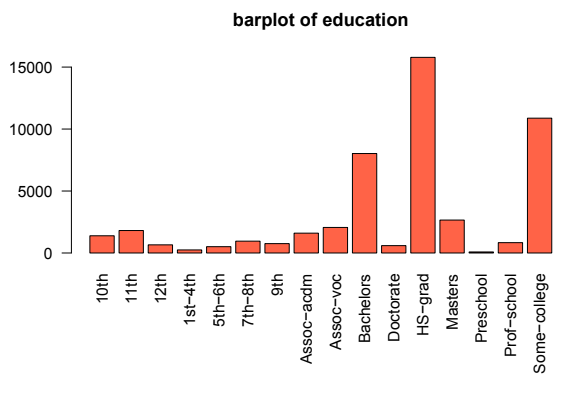 barplot of education
15000
10000
5000
0
10th
11th
12th
1st−4th
5th−6th
7th−8th
9th
Assoc−acdm
Assoc−voc
Bachelors
Doctorate
HS−grad
Masters
Preschool
Prof−school
Some−college